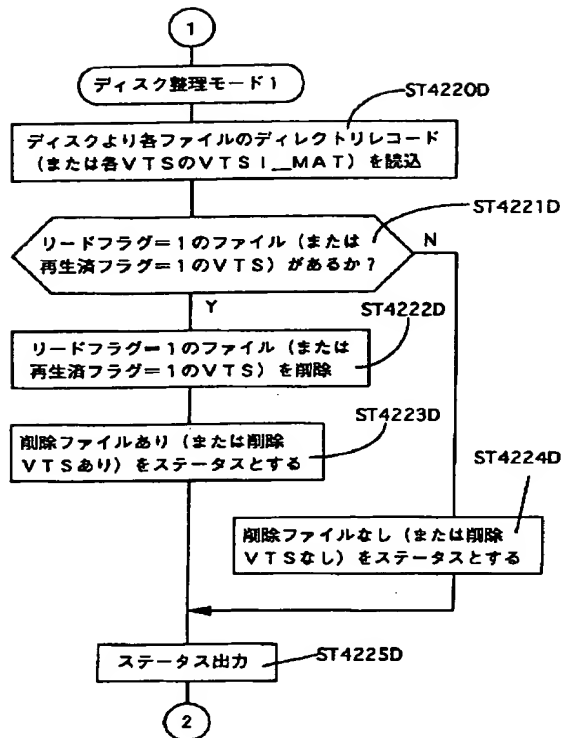 1
ディスク整理モード1
ST4220D
ディスクより各ファイルのディレクトリレコード
(または各VTSのVTSI__MAT)を読込
ST4221D
リードフラグ=1のファイル(または
再生済フラグ=1のVTS)があるか?
N
Y
ST4222D
リードフラグ=1のファイル(または
再生済フラグ=1のVTS)を削除
ST4223D
削除ファイルあり(または削除
VTSあり)をステータスとする
ST4224D
削除ファイルなし(または削除
VTSなし)をステータスとする
ステータス出力
ST4225D
2